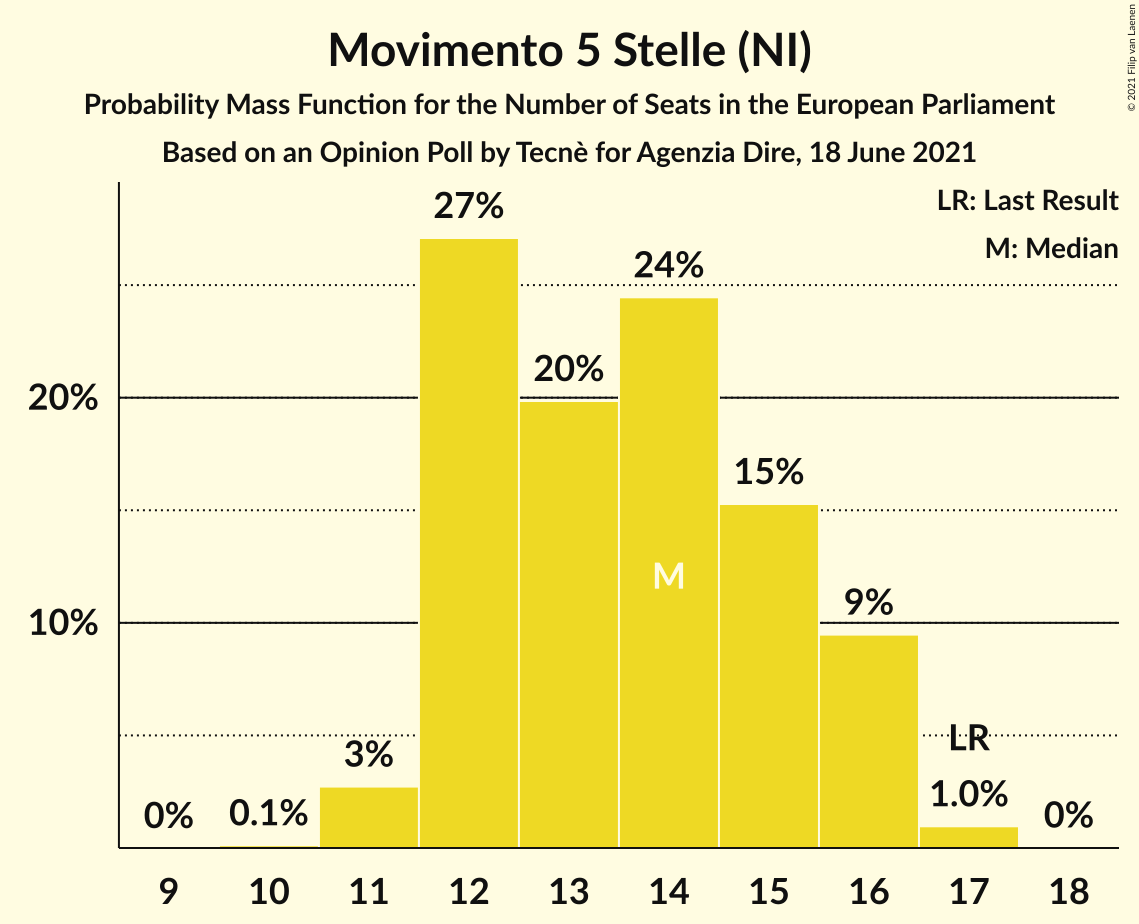 Movimento 5 Stelle (NI)
Probability Mass Function for the Number of Seats in the European Parliament
Based on an Opinion Poll by Tecnè for Agenzia Dire, 18 June 2021
© 2021 Filip van Laenen
LR: Last Result
M: Median
27%
24%
20%
20%
15%
M
9%
10%
LR
3%
1.0%
0%
0.1%
0%
9 10 11 12 13 14 15 16 17 18